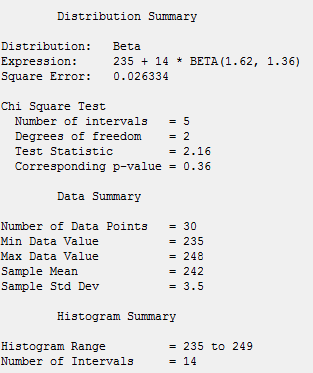 Distribution Summary
Distribution: Beta
Expression: 235 + 14 * BETA(1.62, 1.36)
Square Error: 0.026334
Chi Square Test
Number of intervals = 5
Degrees of freedom = 2
Test Statistic = 2.16
Corresponding p-value = 0.36
Data Summary
Number of Data Points = 30
Min Data Value = 235
Max Data Value = 248
Sample Mean = 242
Sample Std Dev = 3.5
Histogram Summary
Histogram Range = 235 to 249
Number of Intervals = 14